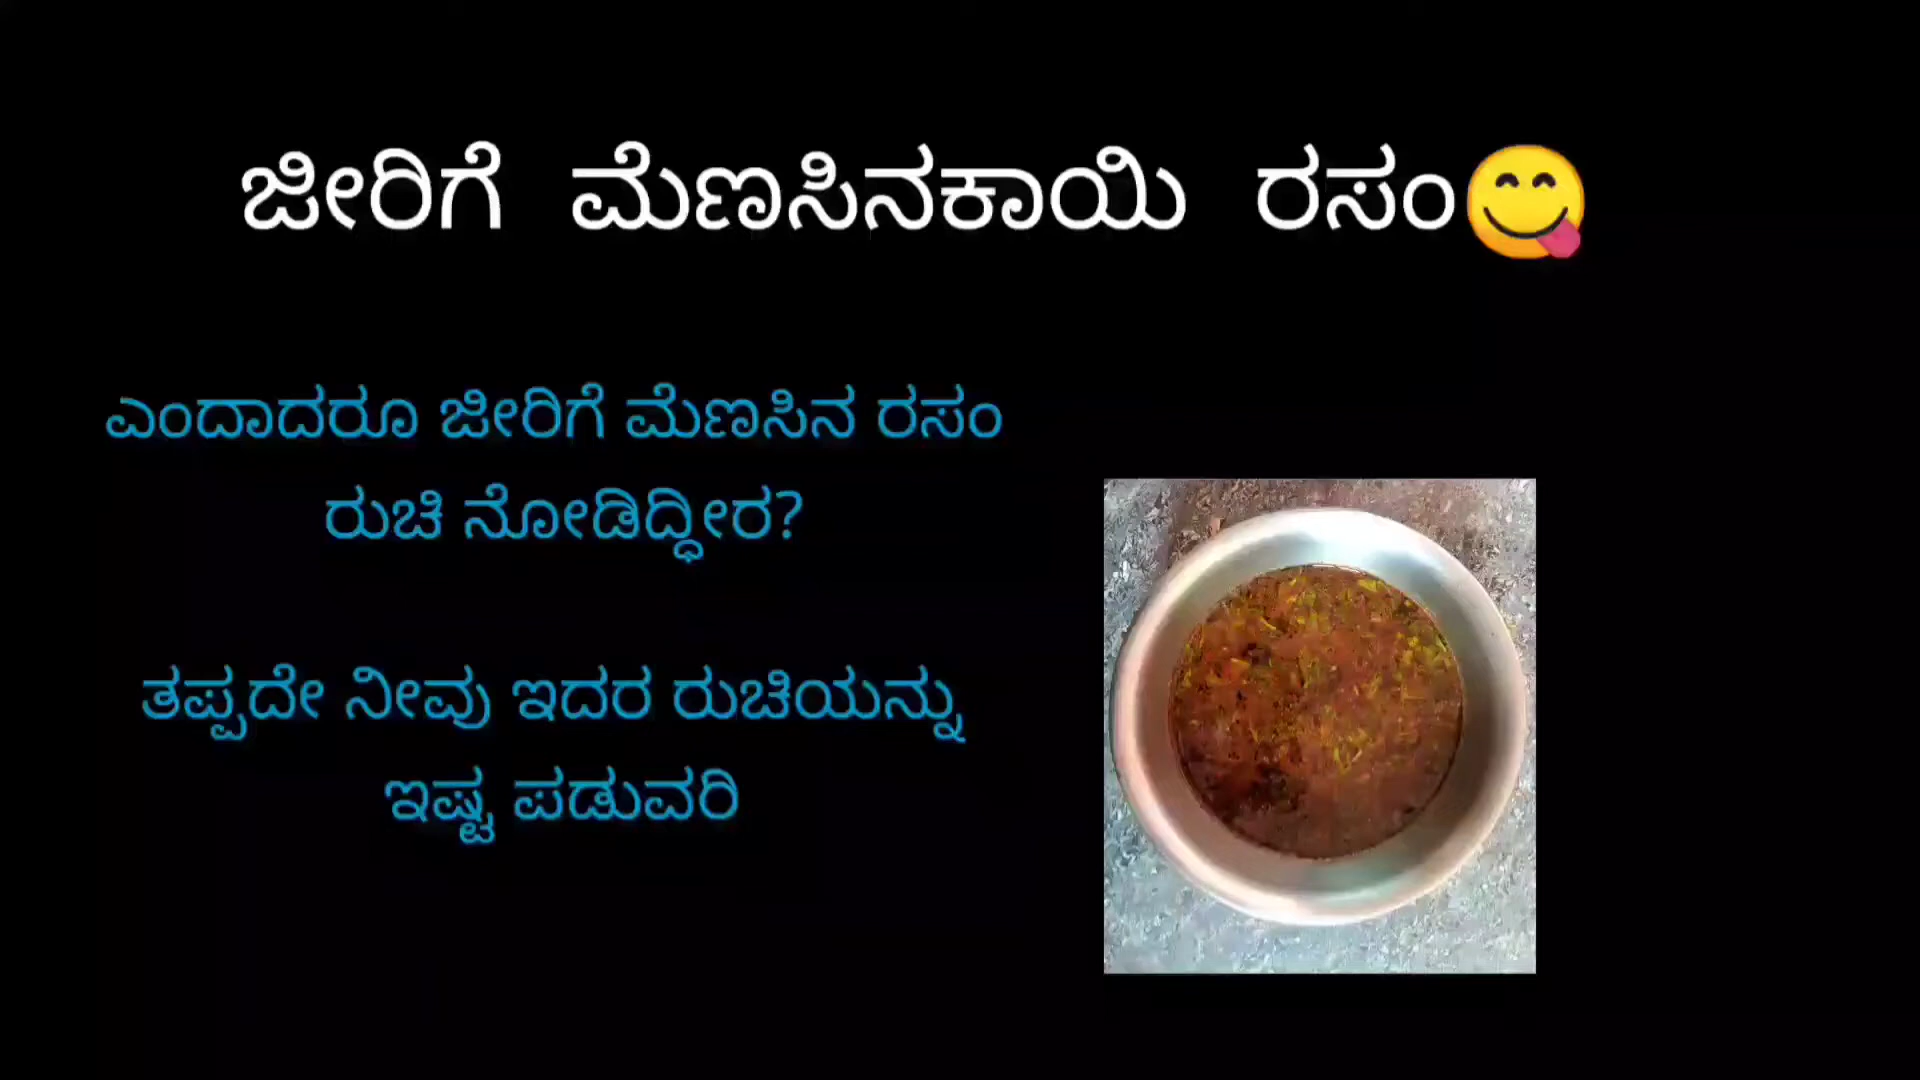 ಜೀರಿಗೆ ಮೆಣಸಿನಕಾಯಿ ರಸಂ😋
ಎಂದಾದರೂ ಜೀರಿಗೆ ಮೆಣಸಿನ ರಸಂ
ರುಚಿ ನೋಡಿದ್ಧೀರ?
ತಪ್ಪದೇ ನೀವು ಇದರ ರುಚಿಯನ್ನು
ಇಷ್ಟ ಪಡುವರಿ